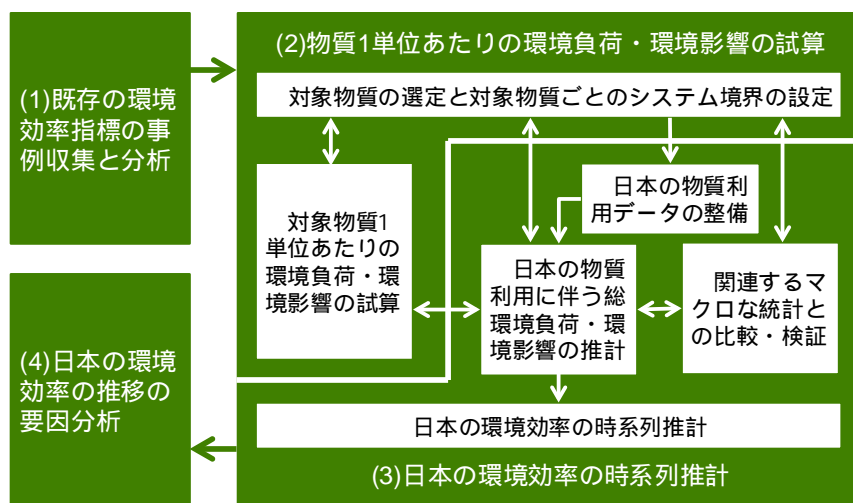 (1)既存の環境
効率指標の事
例収集と分析
(2)物質1単位あたりの環境負荷・環境影響の試算
対象物質の選定と対象物質ごとのシステム境界の設定
対象物質1
単位あたりの
環境負荷・環
境影響の試算
日本の物質利
用データの整備
日本の物質
利用に伴う総
環境負荷・環
境影響の推計
関連するマ
クロな統計と
の比較・検証
日本の環境効率の時系列推計
(3)日本の環境効率の時系列推計
(4)日本の環境
効率の推移の
要因分析